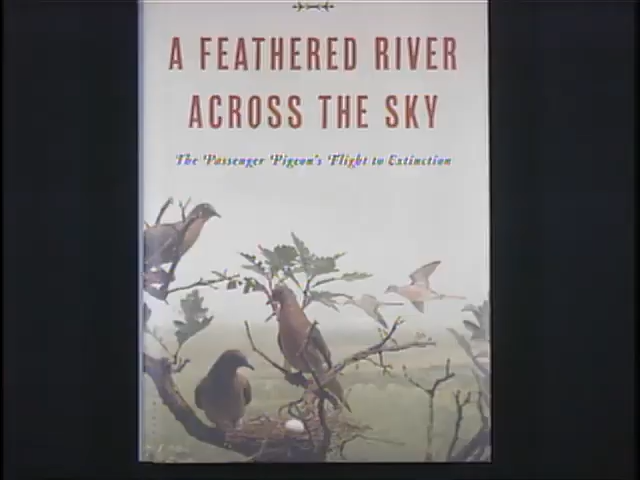 A FEATHERED RIVER
ACROSS THE SKY
The Passenger Pigeon's Flight to Extinction